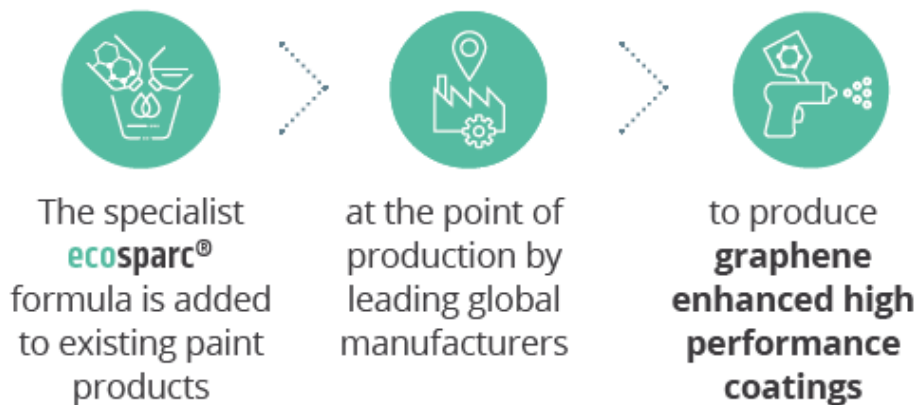 The specialist
ecosparc®
formula is added
to existing paint
products
at the point of
production by
leading global
manufacturers
to produce
graphene
enhanced high
performance
coatings